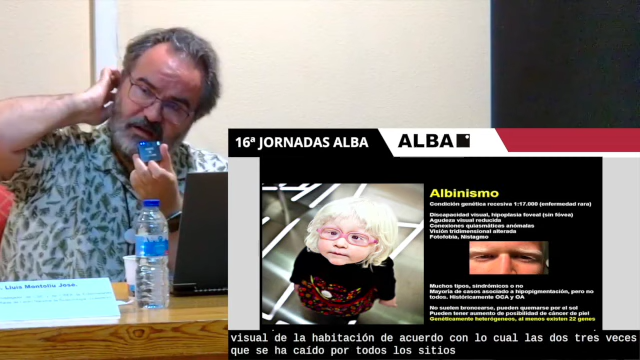 16ª JORNADAS ALBA
ALBA
Albinismo
Condición genética recesiva 1:17.000 (enfermedad rara)
Discapacidad visual, hipoplasia foveal (sin fóvea)
Agudeza visual reducida
Conexiones quiasmáticas anómalas
Visión tridimensional alterada
Fotofobia, Nistagmo
Muchos tipos, sindrómicos o no
Mayoría de casos asociado a hipopigmentación, pero no
todos. Históricamente OCA y OA
No suelen broncearse, pueden quemarse por el sol
Pueden tener aumento de posibilidad de cáncer de piel
Genéticamente heterogéneos, al menos existen 22 genes
Lluis Montoliu José.
visual de la habitación de acuerdo con lo cual las dos tres veces
que se ha caído por todos los sitios